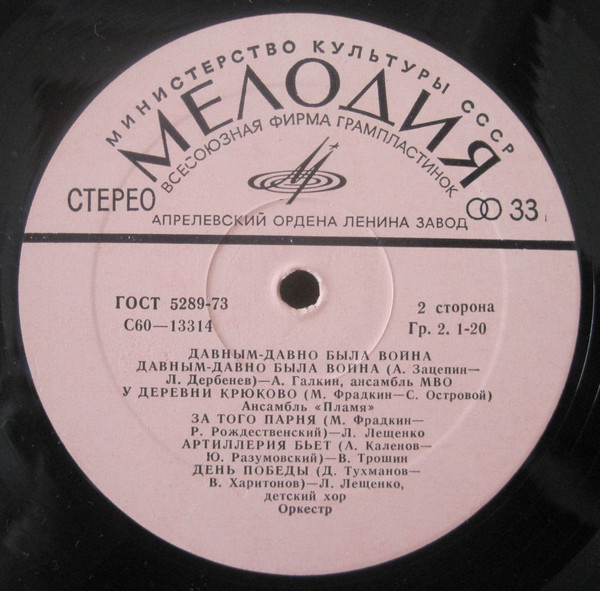 МИНИСТЕРСТВО КУЛЬТУРЫ СССР
МЕЛОДИЯ
ВСЕСОЮЗНАЯ ФИРМА ГРАМПЛАСТИНОК
СТЕРЕО
33
АПРЕЛЕВСКИЙ ОРДЕНА ЛЕНИНА ЗАВОД
ГОСТ 5289-73
2 сторона
С60—13314
Гр. 2. 1-20
ДАВНЫМ-ДАВНО БЫЛА ВОЙНА
ДАВНЫМ-ДАВНО БЫЛА ВОЙНА (А. Зацепин—
Л. Дербенев)—А. Галкин, ансамбль МВО
У ДЕРЕВНИ КРЮКОВО (М. Фрадкин—С. Островой)
Ансамбль «Пламя»
ЗА ТОГО ПАРНЯ (М. Фрадкин—
Р. Рождественский)—Л. Лещенко
АРТИЛЛЕРИЯ БЬЕТ (А. Каленов—
Ю. Разумовский)—В. Трошин
ДЕНЬ ПОБЕДЫ (Д. Тухманов—
В. Харитонов)—Л. Лещенко,
детский хор
Оркестр